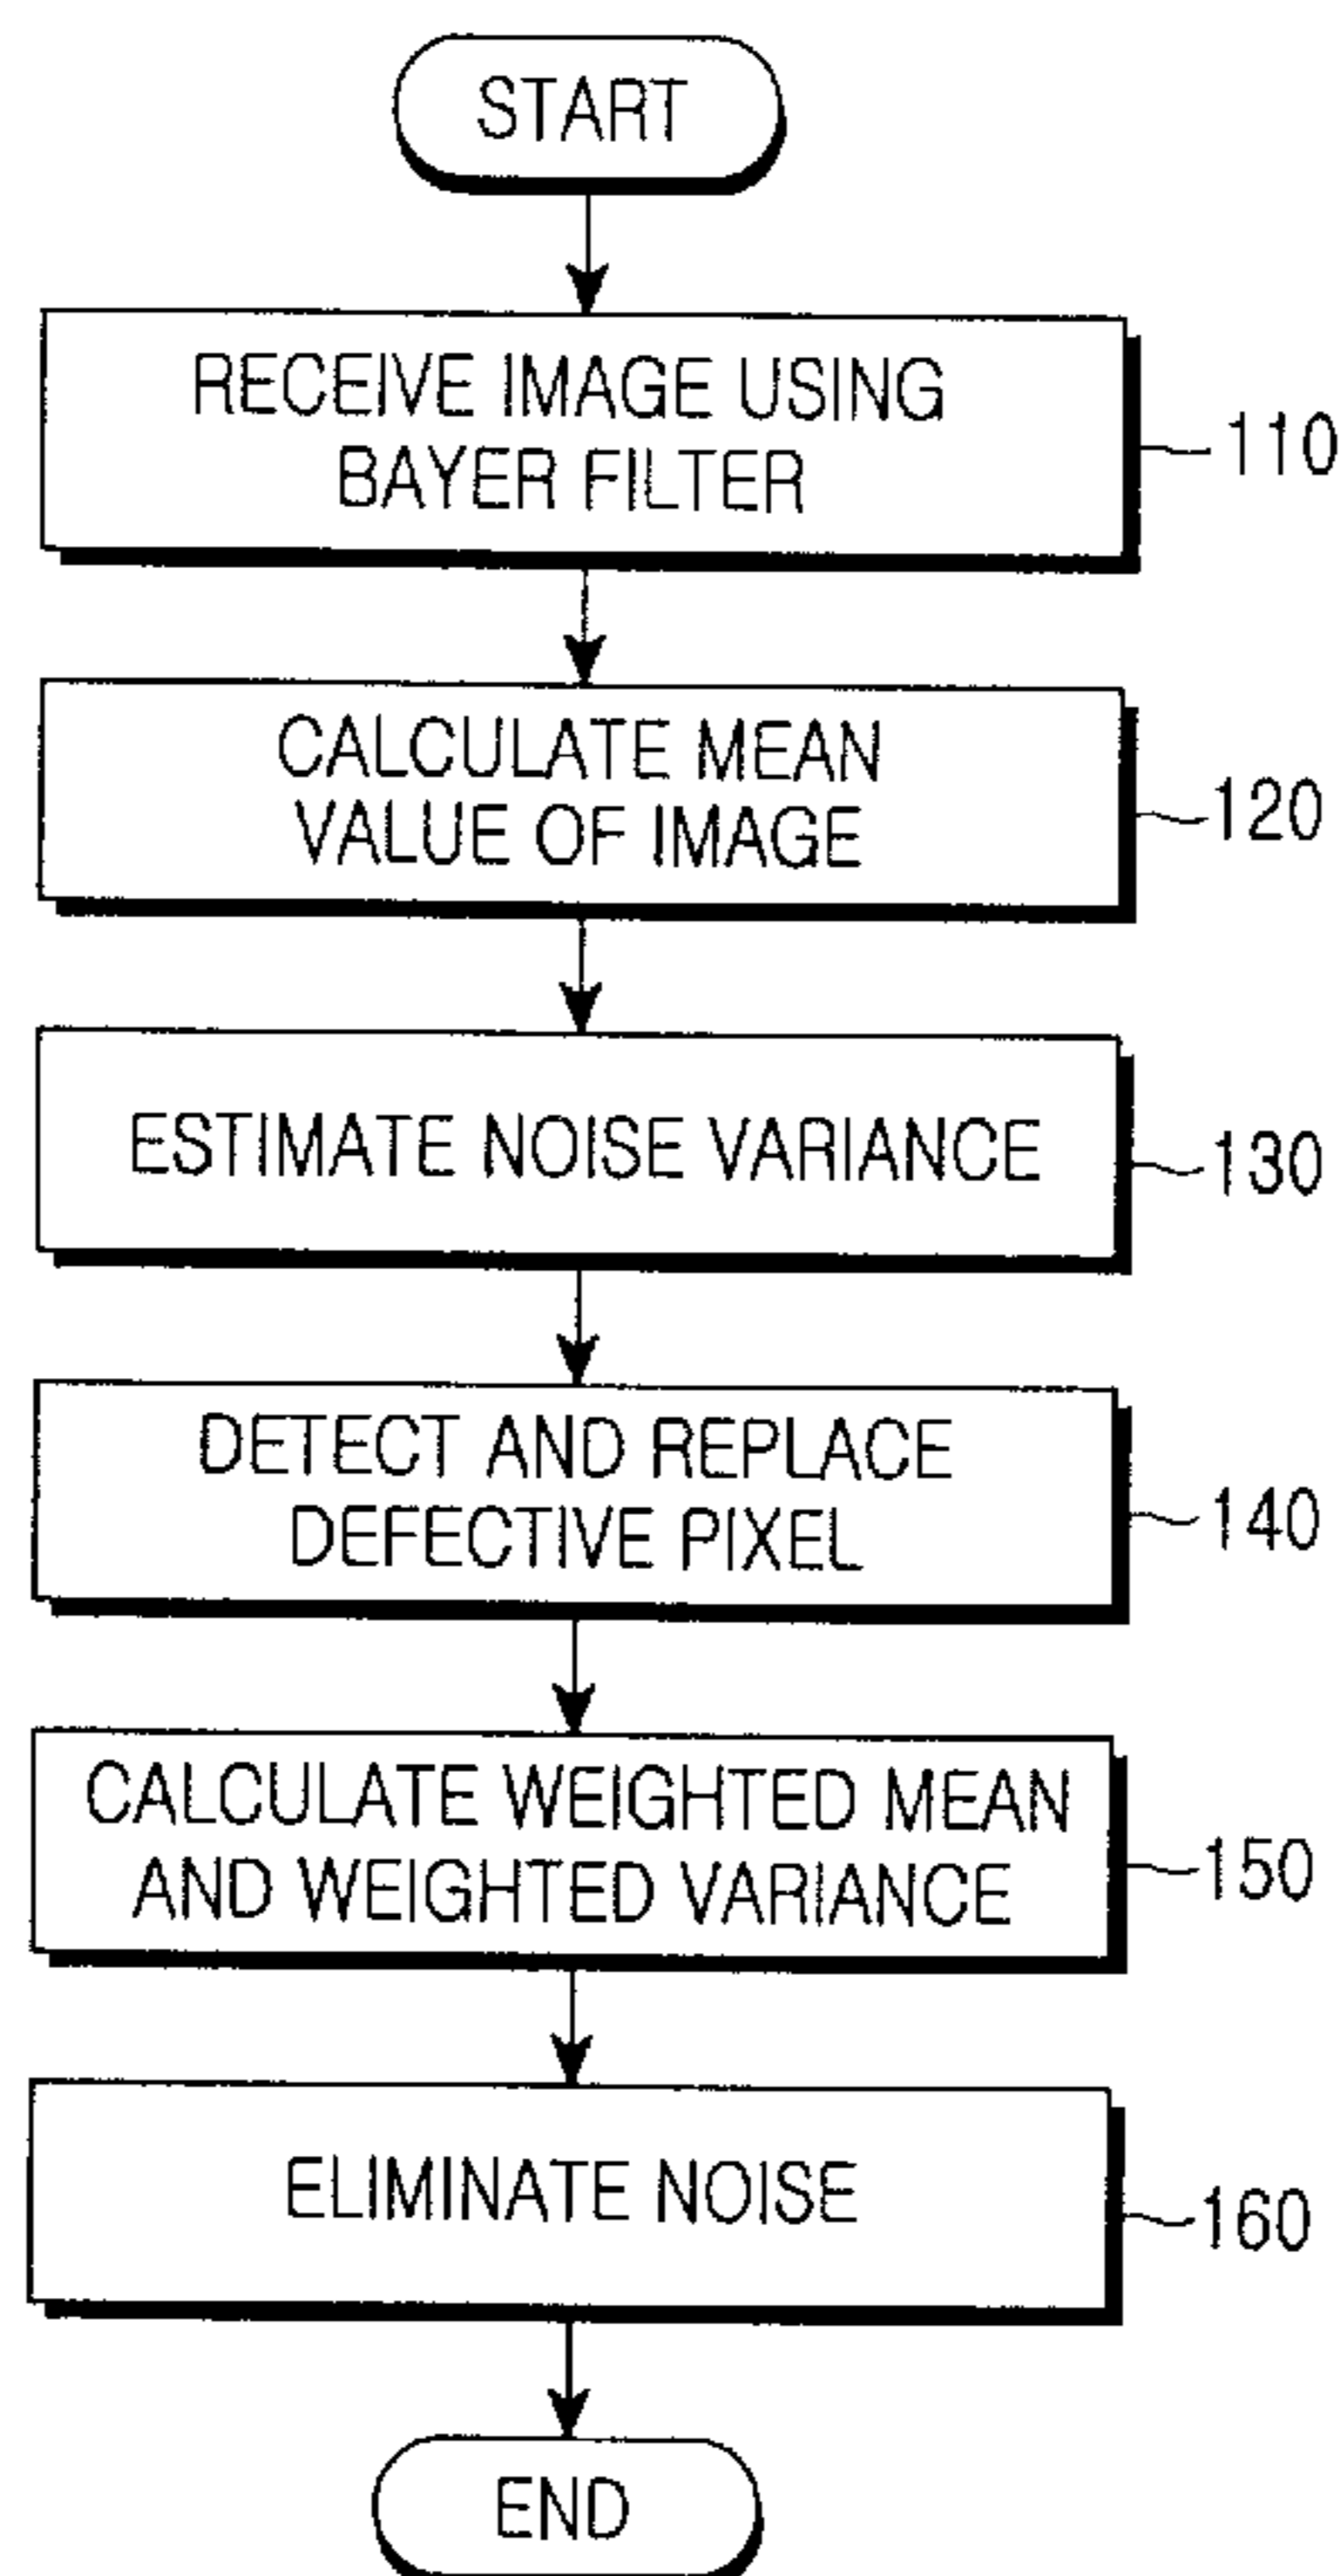 START
RECEIVE IMAGE USING
BAYER FILTER
110
CALCULATE MEAN
VALUE OF IMAGE
120
ESTIMATE NOISE VARIANCE
130
DETECT AND REPLACE
DEFECTIVE PIXEL
140
CALCULATE WEIGHTED MEAN
AND WEIGHTED VARIANCE
150
ELIMINATE NOISE
160
END